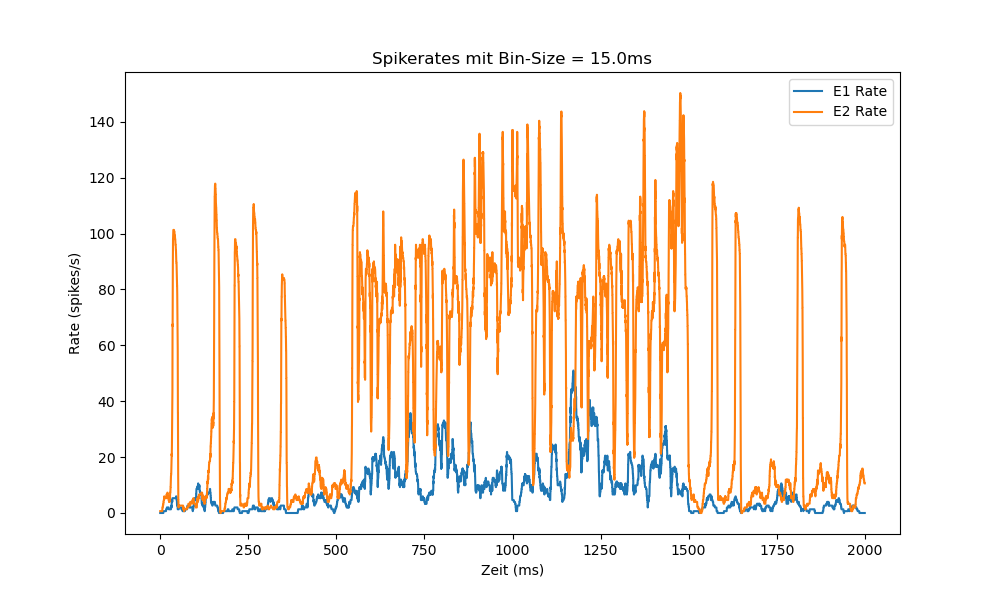 Spikerates mit Bin-Size = 15.0ms
E1 Rate
E2 Rate
Rate (spikes/s)
140
120
100
80
60
40
20
0
0 250 500 750 1000 1250 1500 1750 2000
Zeit (ms)